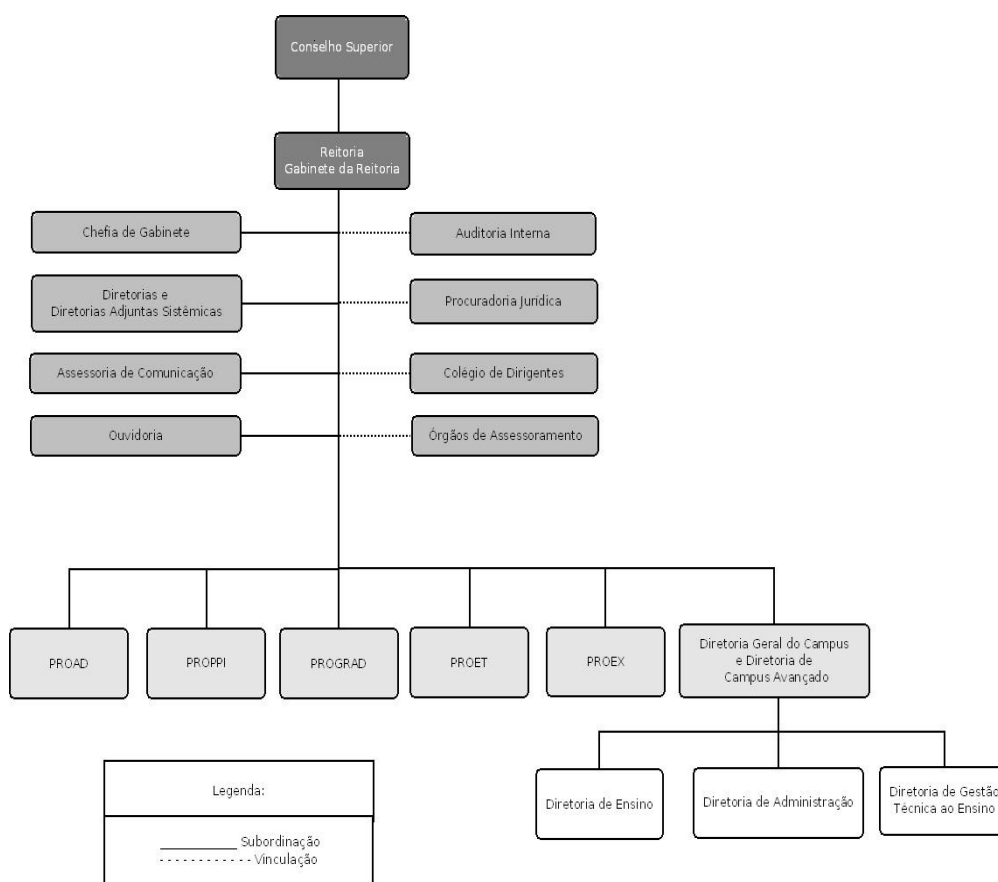 Conselho Superior
Reitoria
Gabinete da Reitoria
Chefia de Gabinete
Auditoria Interna
Diretorias e
Diretorias Adjuntas Sistêmicas
Procuradoria Jurídica
Assessoria de Comunicação
Colégio de Dirigentes
Ouvidoria
Órgãos de Assessoramento
PROAD
PROPPI
PROGRAD
PROET
PROEX
Diretoria Geral do Campus
e Diretoria de
Campus Avançado
Diretoria de Ensino
Diretoria de Administração
Diretoria de Gestão
Técnica ao Ensino
Legenda:
Subordinação
Vinculação